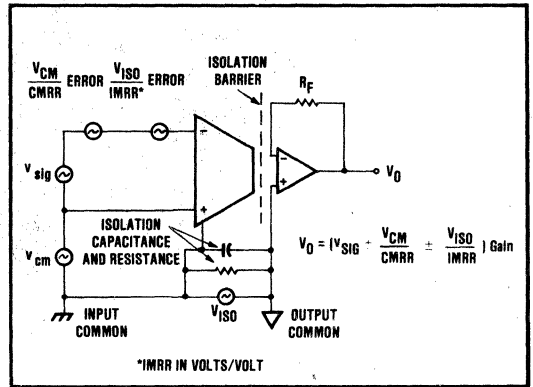 V_CM/CMRR ERROR V_ISO/IMRR* ERROR
ISOLATION
BARRIER
R_F
−
+
−
+
V_O
V_sig
V_cm
ISOLATION
CAPACITANCE
AND RESISTANCE
V_O = (V_SIG ± V_CM/CMRR ± V_ISO/IMRR) Gain
INPUT
COMMON
V_ISO
OUTPUT
COMMON
*IMRR IN VOLTS/VOLT